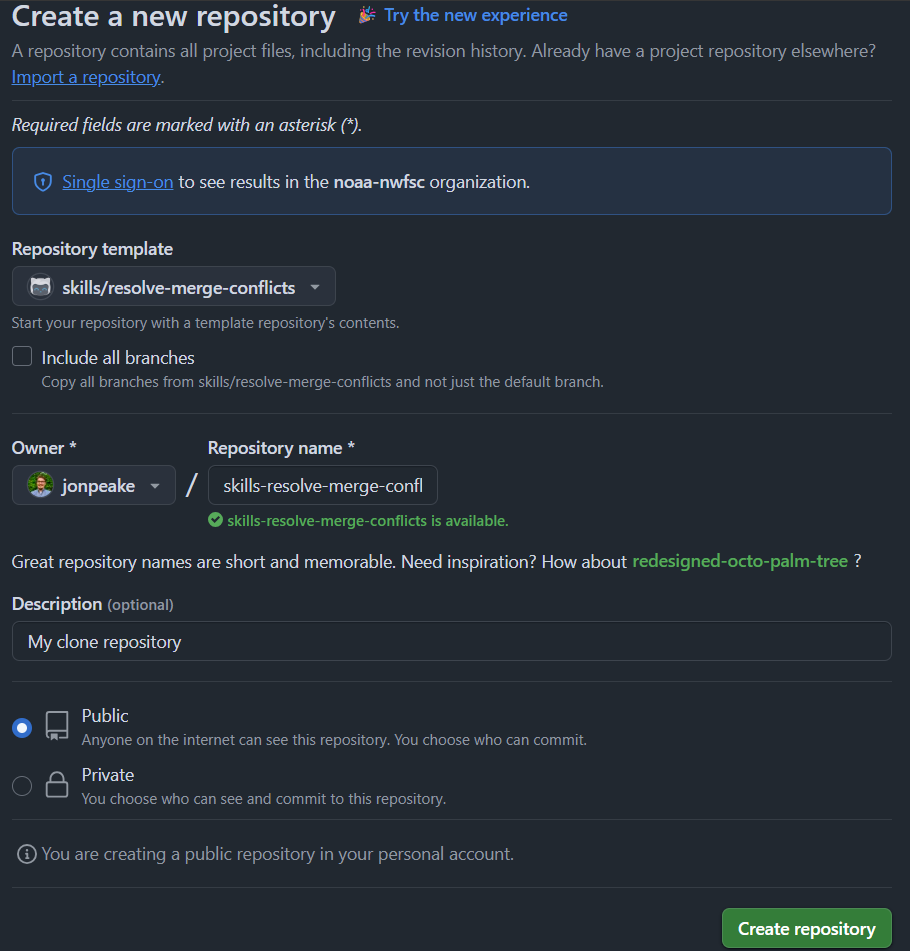 Create a new repository Try the new experience
A repository contains all project files, including the revision history. Already have a project repository elsewhere?
Import a repository.
Required fields are marked with an asterisk (*).
Single sign-on to see results in the noaa-nwfsc organization.
Repository template
skills/resolve-merge-conflicts
Start your repository with a template repository's contents.
Include all branches
Copy all branches from skills/resolve-merge-conflicts and not just the default branch.
Owner * Repository name *
jonpeake / skills-resolve-merge-confl
skills-resolve-merge-conflicts is available.
Great repository names are short and memorable. Need inspiration? How about redesigned-octo-palm-tree ?
Description (optional)
My clone repository
Public
Anyone on the internet can see this repository. You choose who can commit.
Private
You choose who can see and commit to this repository.
You are creating a public repository in your personal account.
Create repository